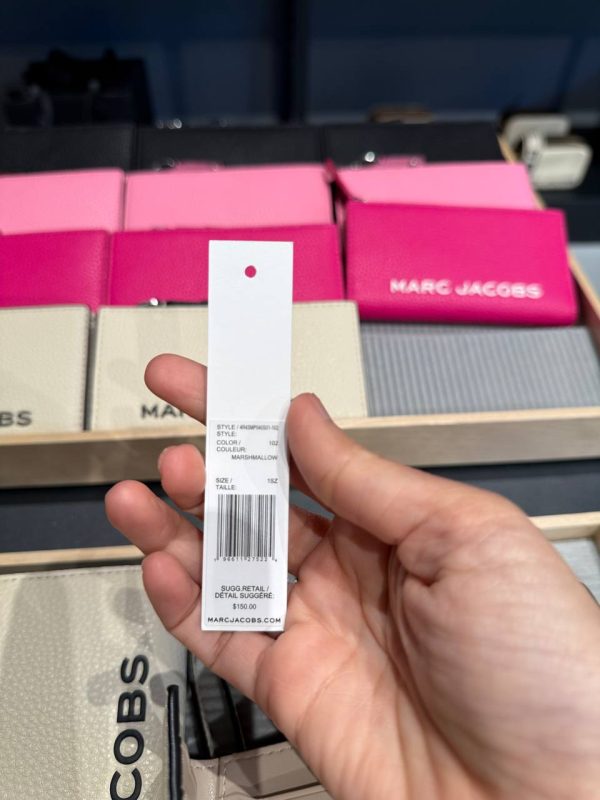 MARC JACOBS
BS
MA
STYLE /
STYLE:
COLOR / 102
COULEUR:
MARSHMALLOW
SIZE / 1SZ
TAILLE:
SUGG.RETAIL /
DÉTAIL SUGGÉRÉ:
$150.00
MARCJACOBS.COM
COBS